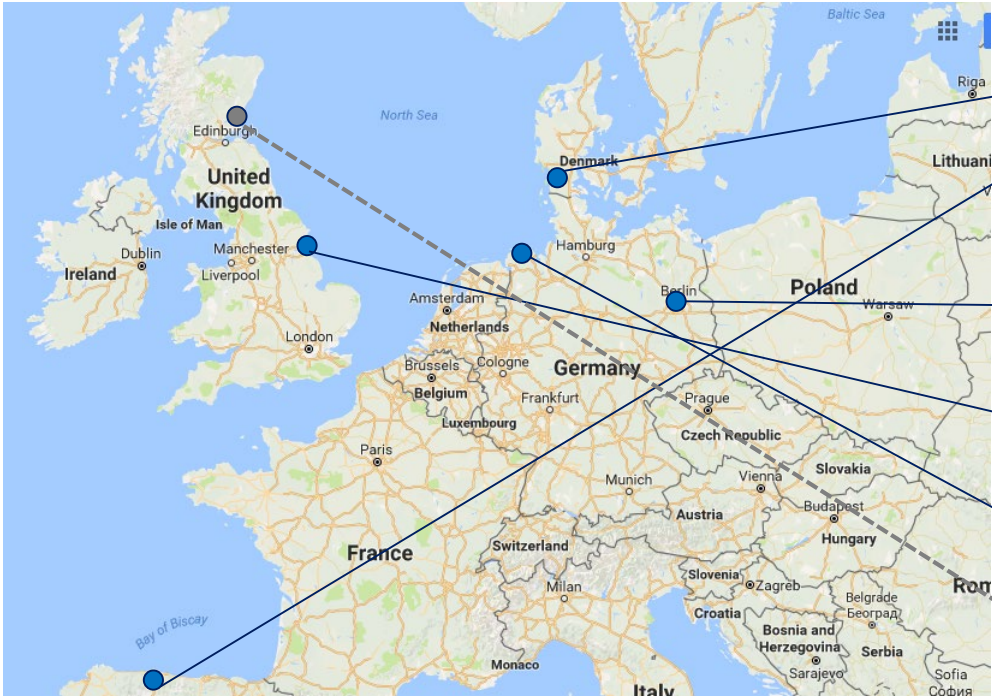 Baltic Sea
Riga
North Sea
Edinburgh
Denmark
Lithuani
United
Kingdom
Isle of Man
Manchester
Dublin
Ireland
Liverpool
Hamburg
Berlin
Poland
Warsaw
Amsterdam
Netherlands
London
Brussels
Cologne
Germany
Belgium
Frankfurt
Prague
Luxembourg
Czech Republic
Paris
Slovakia
Vienna
Munich
Budapest
Austria
Hungary
France
Switzerland
Slovenia
Zagreb
Milan
Rom
Belgrade
Београд
Croatia
Bay of Biscay
Bosnia and
Herzegovina
Serbia
Monaco
Sarajevo
Sofia
София
Italy